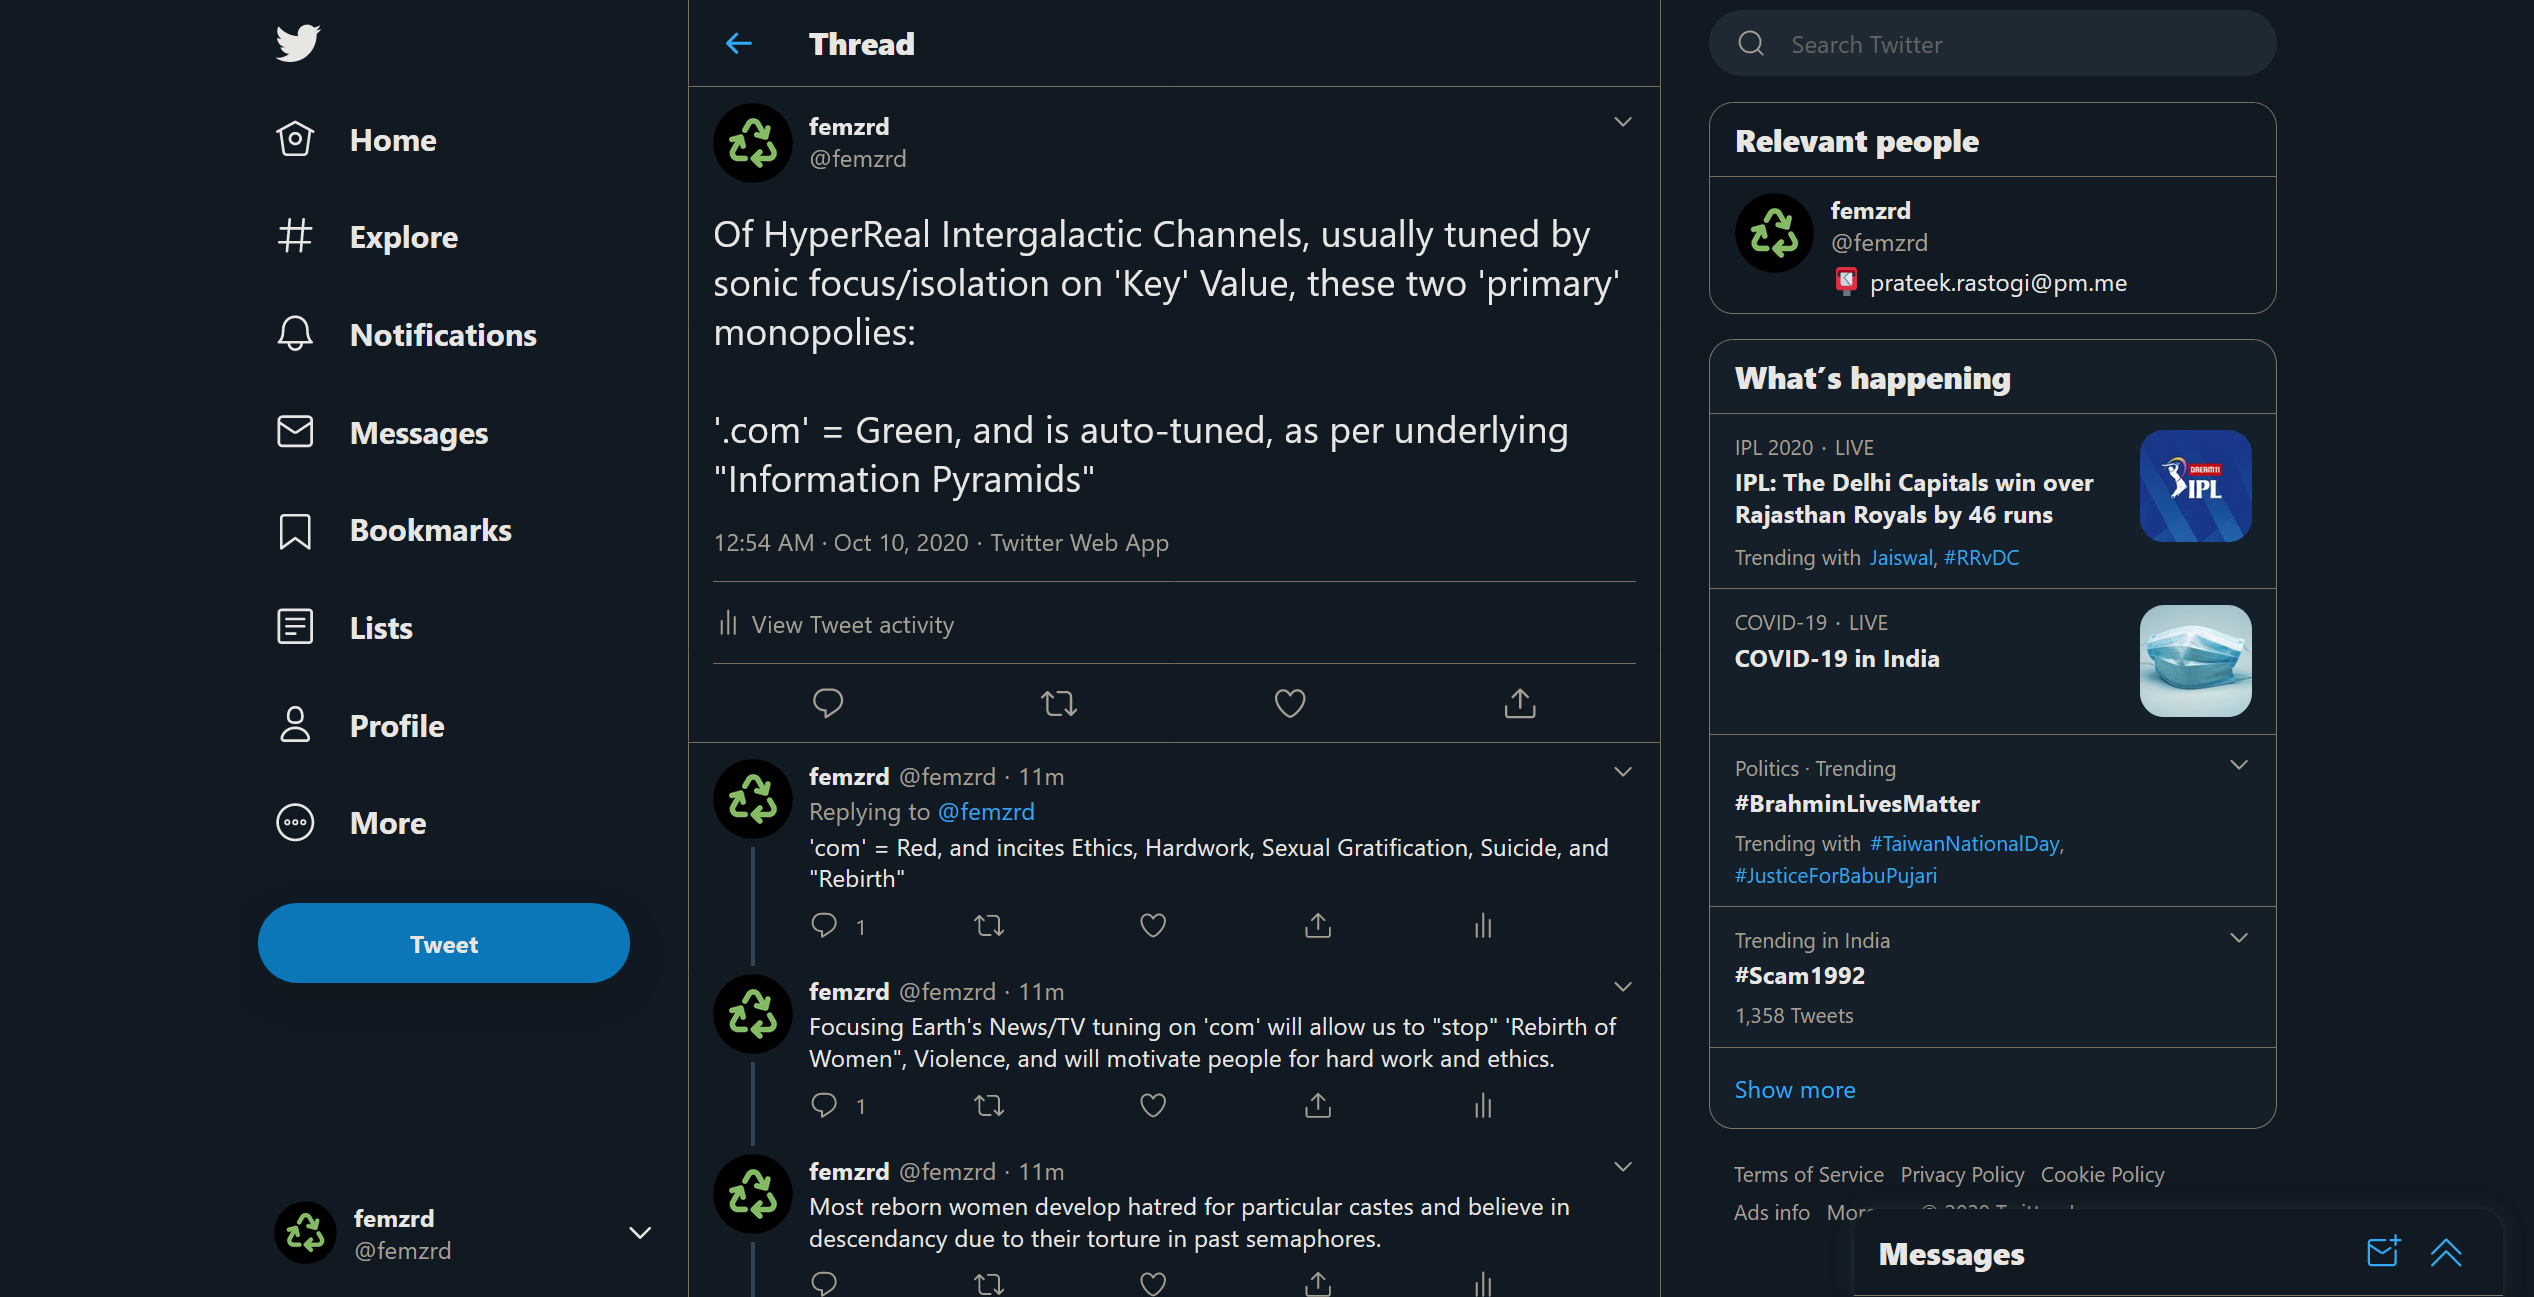 Home
Explore
Notifications
Messages
Bookmarks
Lists
Profile
More
Tweet
femzrd
@femzrd
Thread
femzrd
@femzrd
Of HyperReal Intergalactic Channels, usually tuned by
sonic focus/isolation on 'Key' Value, these two 'primary'
monopolies:
'.com' = Green, and is auto-tuned, as per underlying
"Information Pyramids"
12:54 AM · Oct 10, 2020 · Twitter Web App
View Tweet activity
femzrd @femzrd · 11m
Replying to @femzrd
'com' = Red, and incites Ethics, Hardwork, Sexual Gratification, Suicide, and
"Rebirth"
1
femzrd @femzrd · 11m
Focusing Earth's News/TV tuning on 'com' will allow us to "stop" 'Rebirth of
Women", Violence, and will motivate people for hard work and ethics.
1
femzrd @femzrd · 11m
Most reborn women develop hatred for particular castes and believe in
descendancy due to their torture in past semaphores.
Search Twitter
Relevant people
femzrd
@femzrd
prateek.rastogi@pm.me
What's happening
IPL 2020 · LIVE
IPL: The Delhi Capitals win over
Rajasthan Royals by 46 runs
Trending with Jaiswal, #RRvDC
DREAM11
IPL
COVID-19 · LIVE
COVID-19 in India
Politics · Trending
#BrahminLivesMatter
Trending with #TaiwanNationalDay,
#JusticeForBabuPujari
Trending in India
#Scam1992
1,358 Tweets
Show more
Terms of Service Privacy Policy Cookie Policy
Ads info
Messages